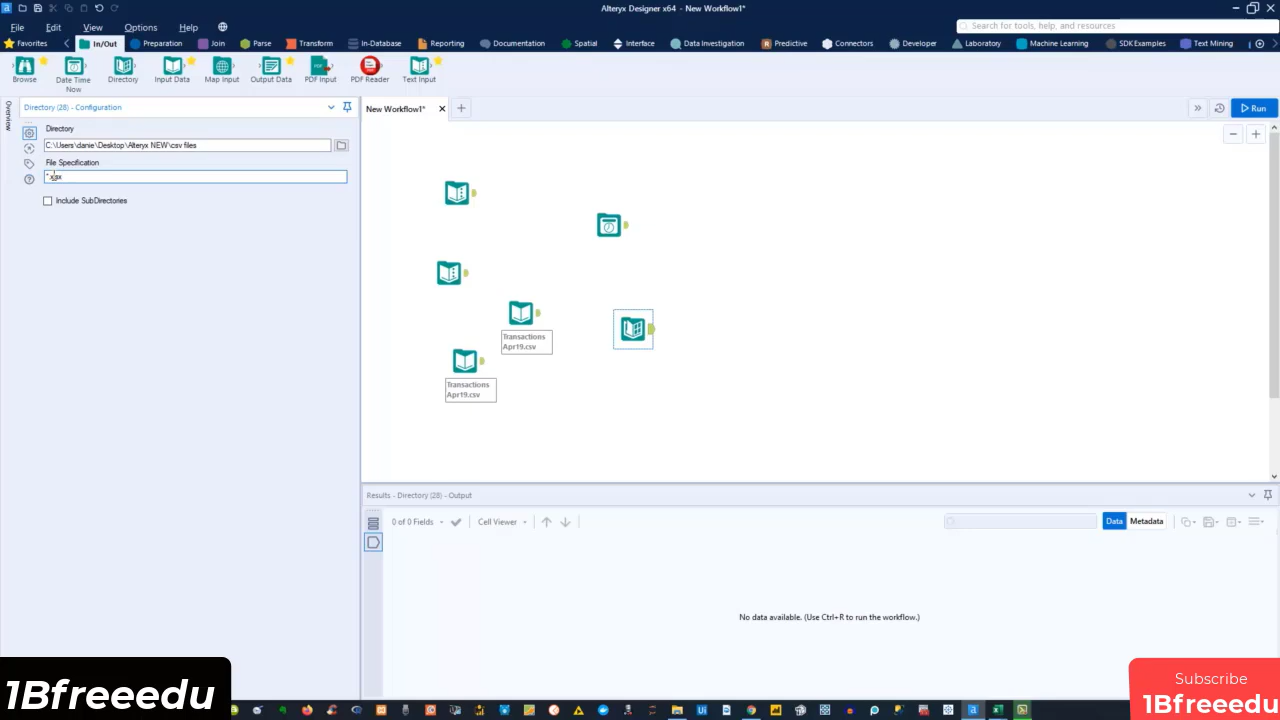 Alteryx Designer x64 - New Workflow1*
File Edit View Options Help
Search for tools, help, and resources
Favorites In/Out Preparation Join Parse Transform In-Database Reporting Documentation Spatial Interface Data Investigation Predictive Connectors Developer Laboratory Machine Learning SDK Examples Text Mining
Browse Date Time Now Directory Input Data Map Input Output Data PDF Input PDF Reader Text Input
Overview
Directory (28) - Configuration
New Workflow1*
Run
Directory
C:\Users\danie\Desktop\Alteryx NEW\csv files
File Specification
*.xlsx
Include SubDirectories
Transactions
Apr19.csv
Transactions
Apr19.csv
Results - Directory (28) - Output
0 of 0 Fields Cell Viewer Data Metadata
No data available. (Use Ctrl+R to run the workflow.)
1Bfreeedu
Subscribe
1Bfreeedu